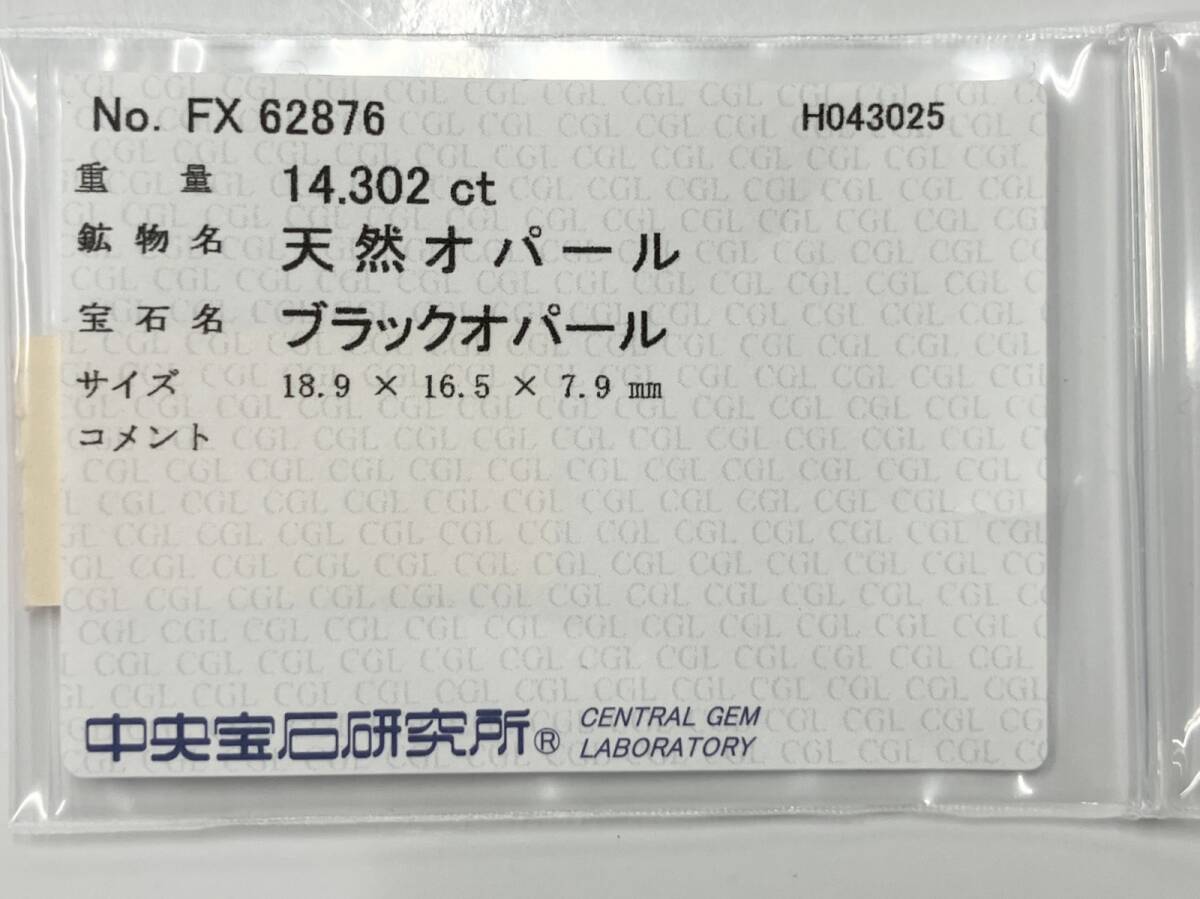 No. FX 62876 H043025
重量 14.302 ct
鉱物名 天然オパール
宝石名 ブラックオパール
サイズ 18.9 × 16.5 × 7.9 mm
コメント
中央宝石研究所® CENTRAL GEM
LABORATORY